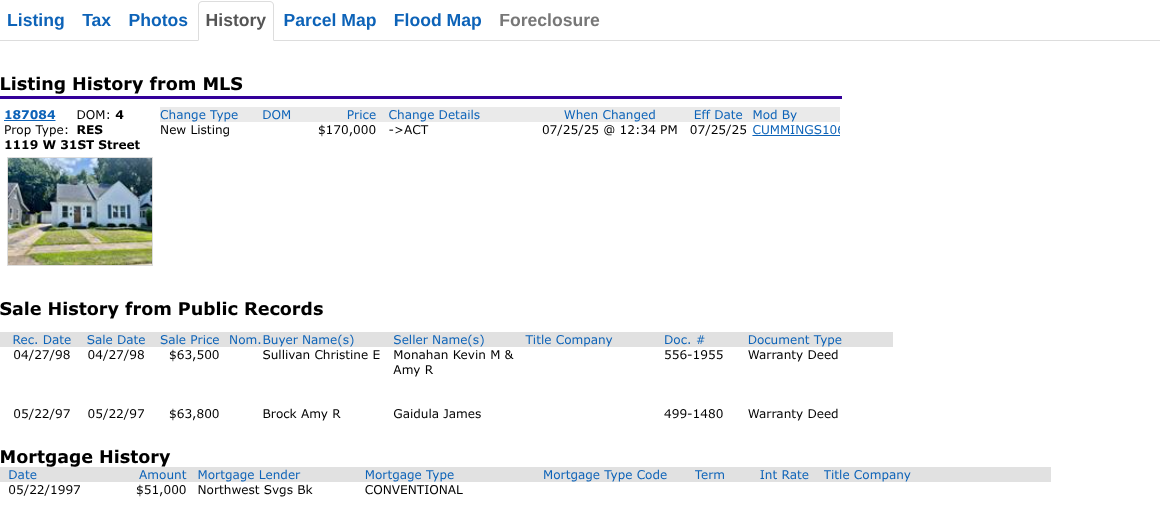 Listing Tax Photos History Parcel Map Flood Map Foreclosure
Listing History from MLS
187084 DOM: 4 Change Type DOM Price Change Details When Changed Eff Date Mod By
Prop Type: RES New Listing $170,000 ->ACT 07/25/25 @ 12:34 PM 07/25/25
1119 W 31ST Street
Sale History from Public Records
Rec. Date Sale Date Sale Price Nom. Buyer Name(s) Seller Name(s) Title Company Doc. # Document Type
04/27/98 04/27/98 $63,500 Sullivan Christine E Monahan Kevin M & 556-1955 Warranty Deed
Amy R
05/22/97 05/22/97 $63,800 Brock Amy R Gaidula James 499-1480 Warranty Deed
Mortgage History
Date Amount Mortgage Lender Mortgage Type Mortgage Type Code Term Int Rate Title Company
05/22/1997 $51,000 Northwest Svgs Bk CONVENTIONAL